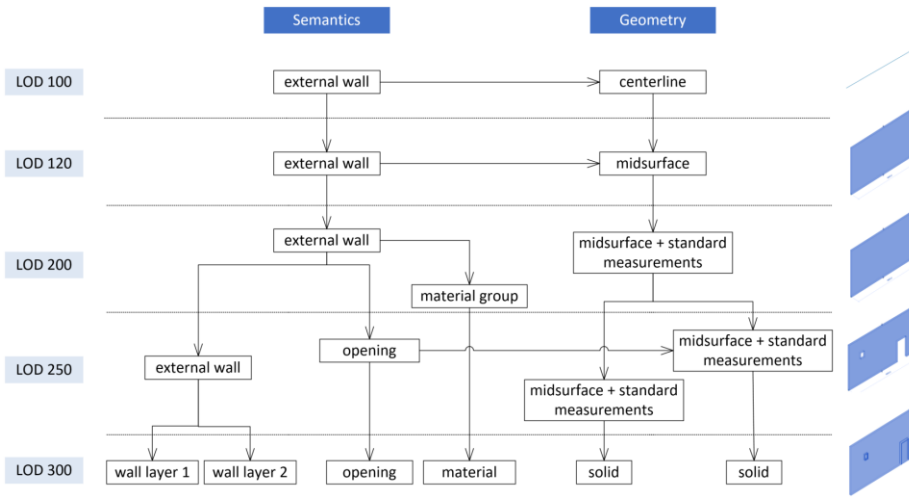 Semantics
Geometry
LOD 100
external wall
centerline
LOD 120
external wall
midsurface
LOD 200
external wall
midsurface + standard
measurements
material group
LOD 250
external wall
opening
midsurface + standard
measurements
midsurface + standard
measurements
LOD 300
wall layer 1
wall layer 2
opening
material
solid
solid